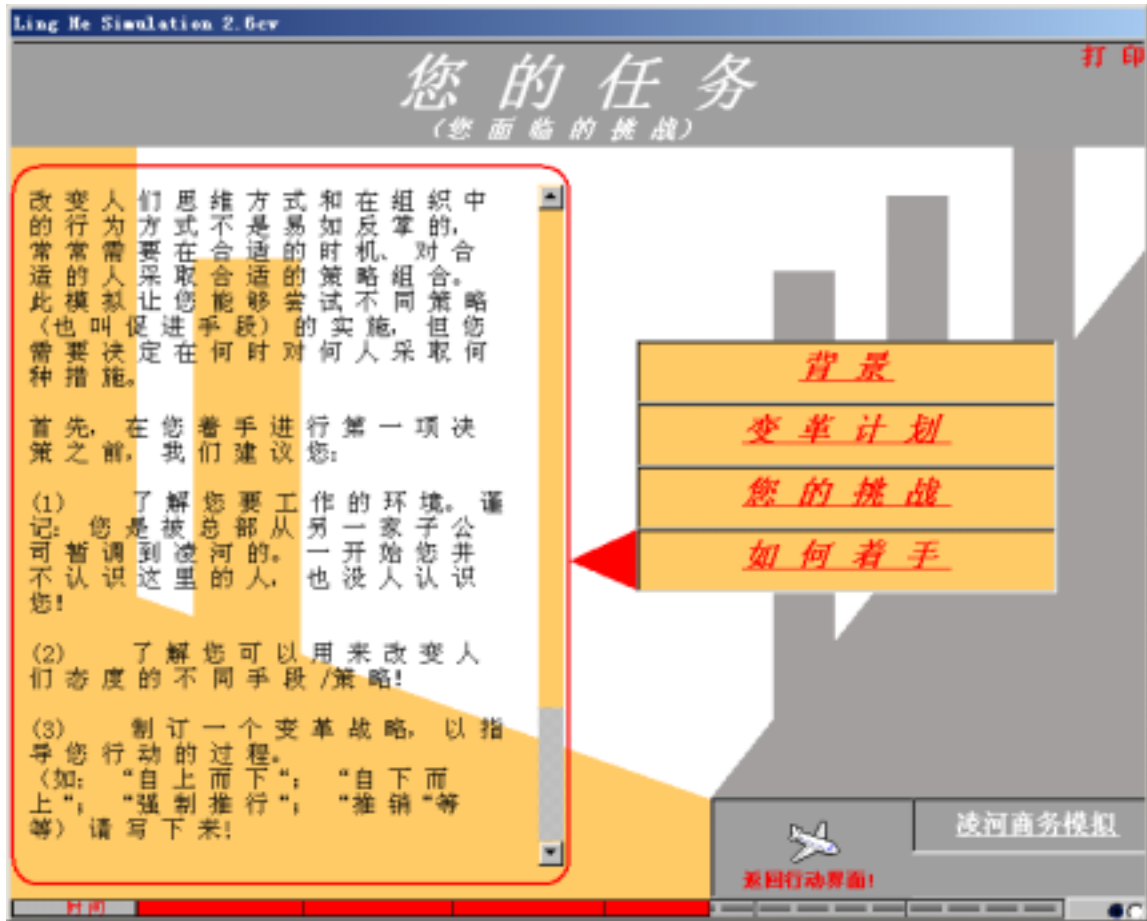 Ling He Simulation 2.6cv
打印
您的任务
（您面临的挑战）
改变人们思维方式和在组织中
的行为方式不是易如反掌的,
常常需要在合适的时机、对合
适的人采取合适的策略组合。
此模拟让您能够尝试不同策略
（也叫促进手段）的实施, 但您
需要决定在何时对何人采取何
种措施。
首先, 在您着手进行第一项决
策之前, 我们建议您:
(1) 了解您要工作的环境。谨
记: 您是被总部从另一家子公
司暂调到凌河的。一开始您并
不认识这里的人, 也没人认识
您!
(2) 了解您可以用来改变人
们态度的不同手段/策略!
(3) 制订一个变革战略, 以指
导您行动的过程。
（如: “自上而下“; “自下而
上“; “强制推行“; “推销“等
等）请写下来!
背景
变革计划
您的挑战
如何着手
凌河商务模拟
返回行动界面!
时间